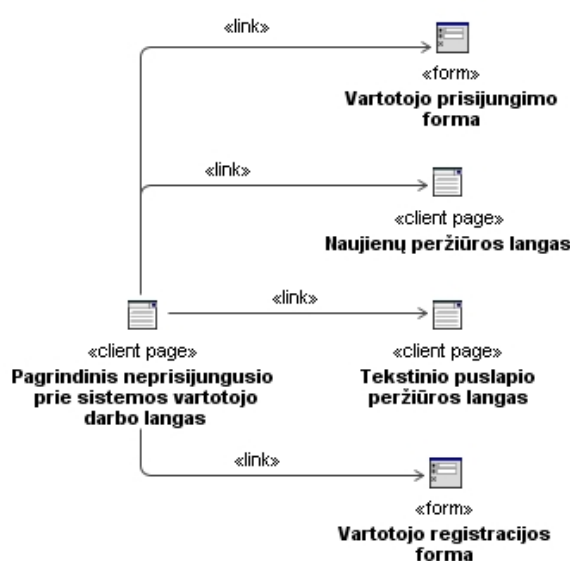 «link»
«form»
Vartotojo prisijungimo
forma
«link»
«client page»
Naujienų peržiūros langas
«link»
«client page»
Pagrindinis neprisijungusio
prie sistemos vartotojo
darbo langas
«client page»
Tekstinio puslapio
peržiūros langas
«link»
«form»
Vartotojo registracijos
forma